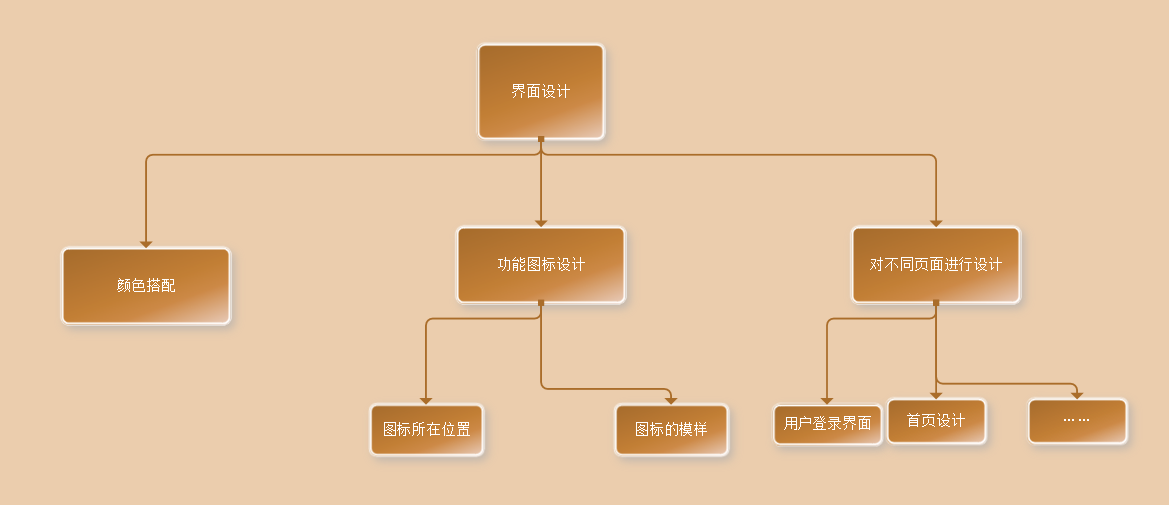 界面设计
颜色搭配
功能图标设计
对不同页面进行设计
图标所在位置
图标的模样
用户登录界面
首页设计
……